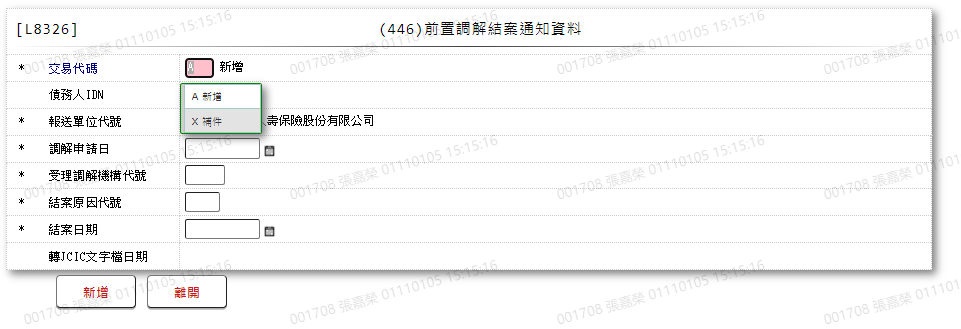 [L8326] (446)前置調解結案通知資料
* 交易代碼 A 新增
債務人IDN A 新增
* 報送單位代號 X 補件 壽保險股份有限公司
* 調解申請日
* 受理調解機構代號
* 結案原因代號
* 結案日期
轉JCIC文字檔日期
新增 離開
001708 張嘉榮 01110105 15:15:16